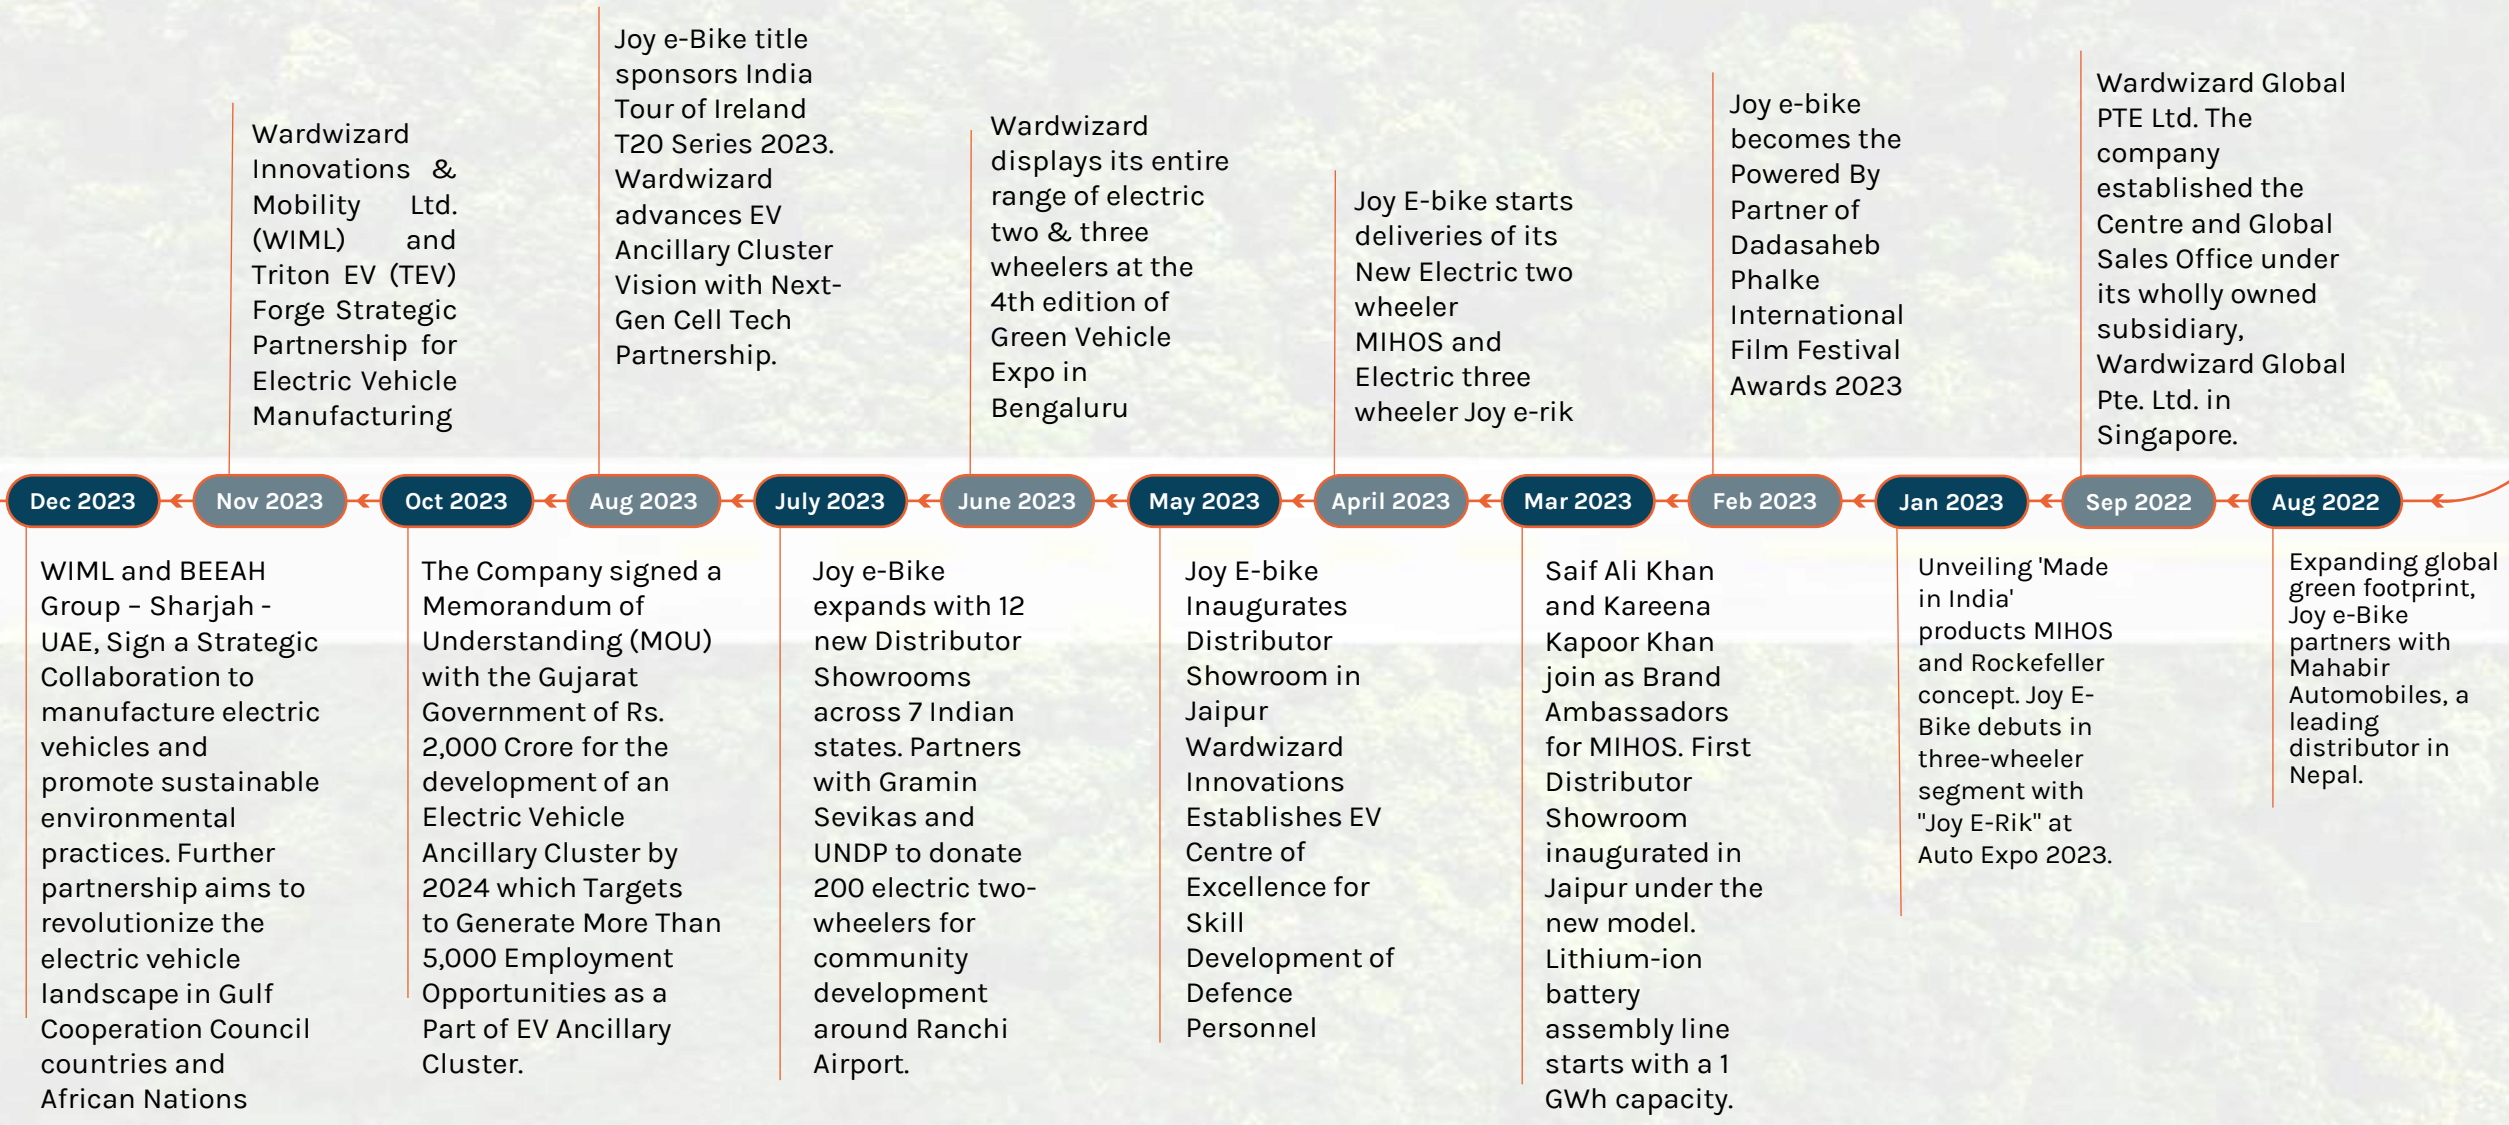 Joy e-Bike title
sponsors India
Tour of Ireland
T20 Series 2023.
Wardwizard
advances EV
Ancillary Cluster
Vision with Next-
Gen Cell Tech
Partnership.
Wardwizard
Innovations &
Mobility Ltd.
(WIML) and
Triton EV (TEV)
Forge Strategic
Partnership for
Electric Vehicle
Manufacturing
Wardwizard
displays its entire
range of electric
two & three
wheelers at the
4th edition of
Green Vehicle
Expo in
Bengaluru
Joy E-bike starts
deliveries of its
New Electric two
wheeler
MIHOS and
Electric three
wheeler Joy e-rik
Joy e-bike
becomes the
Powered By
Partner of
Dadasaheb
Phalke
International
Film Festival
Awards 2023
Wardwizard Global
PTE Ltd. The
company
established the
Centre and Global
Sales Office under
its wholly owned
subsidiary,
Wardwizard Global
Pte. Ltd. in
Singapore.
Dec 2023
Nov 2023
Oct 2023
Aug 2023
July 2023
June 2023
May 2023
April 2023
Mar 2023
Feb 2023
Jan 2023
Sep 2022
Aug 2022
WIML and BEEAH
Group – Sharjah -
UAE, Sign a Strategic
Collaboration to
manufacture electric
vehicles and
promote sustainable
environmental
practices. Further
partnership aims to
revolutionize the
electric vehicle
landscape in Gulf
Cooperation Council
countries and
African Nations
The Company signed a
Memorandum of
Understanding (MOU)
with the Gujarat
Government of Rs.
2,000 Crore for the
development of an
Electric Vehicle
Ancillary Cluster by
2024 which Targets
to Generate More Than
5,000 Employment
Opportunities as a
Part of EV Ancillary
Cluster.
Joy e-Bike
expands with 12
new Distributor
Showrooms
across 7 Indian
states. Partners
with Gramin
Sevikas and
UNDP to donate
200 electric two-
wheelers for
community
development
around Ranchi
Airport.
Joy E-bike
Inaugurates
Distributor
Showroom in
Jaipur
Wardwizard
Innovations
Establishes EV
Centre of
Excellence for
Skill
Development of
Defence
Personnel
Saif Ali Khan
and Kareena
Kapoor Khan
join as Brand
Ambassadors
for MIHOS. First
Distributor
Showroom
inaugurated in
Jaipur under the
new model.
Lithium-ion
battery
assembly line
starts with a 1
GWh capacity.
Unveiling 'Made
in India'
products MIHOS
and Rockefeller
concept. Joy E-
Bike debuts in
three-wheeler
segment with
"Joy E-Rik" at
Auto Expo 2023.
Expanding global
green footprint,
Joy e-Bike
partners with
Mahabir
Automobiles, a
leading
distributor in
Nepal.